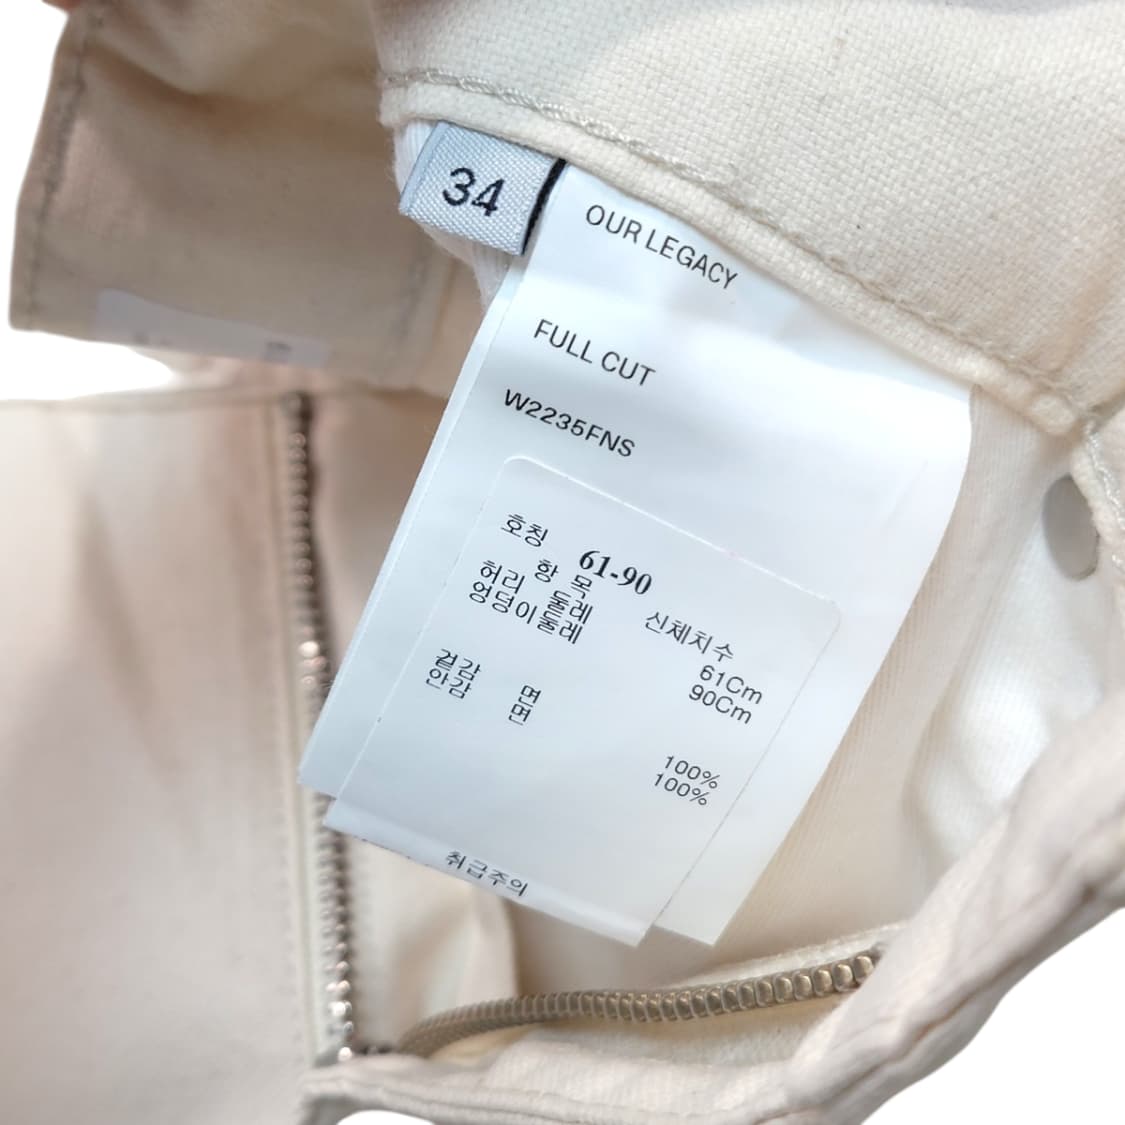 34
OUR LEGACY
FULL CUT
W2235FNS
호칭 61-90
항 목 신체치수
허리 둘레 61Cm
엉덩이둘레 90Cm
겉감 면 100%
안감 면 100%
취급주의